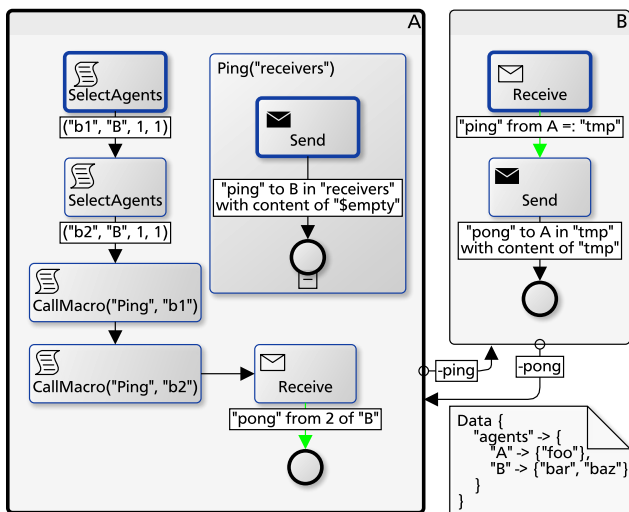 A
SelectAgents
("b1", "B", 1, 1)
SelectAgents
("b2", "B", 1, 1)
CallMacro("Ping", "b1")
CallMacro("Ping", "b2")
Ping("receivers")
Send
"ping" to B in "receivers"
with content of "$empty"
Receive
"pong" from 2 of "B"
B
Receive
"ping" from A =: "tmp"
Send
"pong" to A in "tmp"
with content of "tmp"
-ping
-pong
Data {
"agents" -> {
"A" -> {"foo"},
"B" -> {"bar", "baz"}
}
}